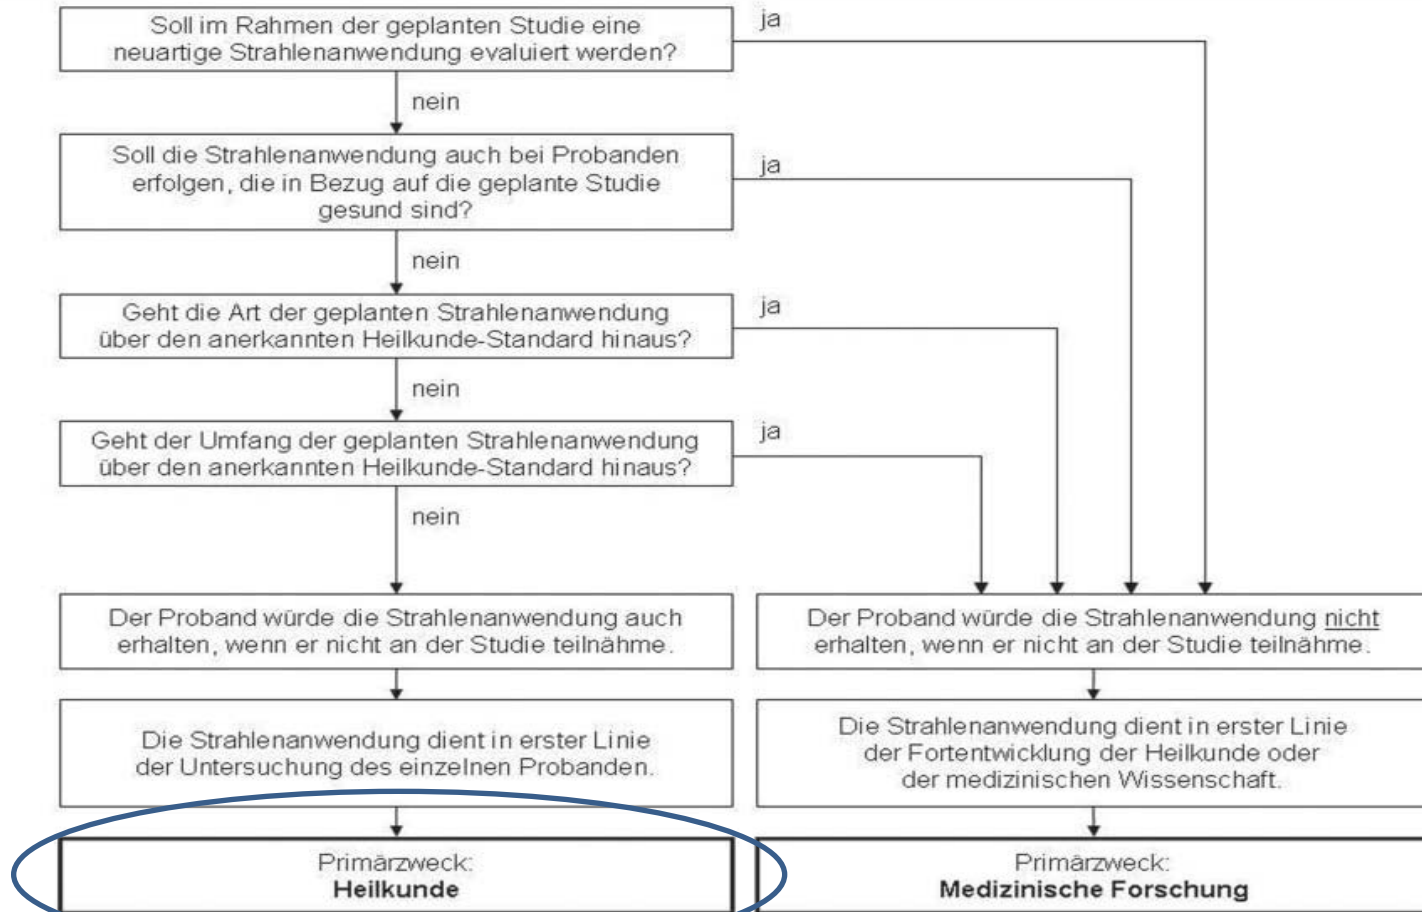 Soll im Rahmen der geplanten Studie eine
neuartige Strahlenanwendung evaluiert werden?
ja
nein
Soll die Strahlenanwendung auch bei Probanden
erfolgen, die in Bezug auf die geplante Studie
gesund sind?
ja
nein
Geht die Art der geplanten Strahlenanwendung
über den anerkannten Heilkunde-Standard hinaus?
ja
nein
Geht der Umfang der geplanten Strahlenanwendung
über den anerkannten Heilkunde-Standard hinaus?
ja
nein
Der Proband würde die Strahlenanwendung auch
erhalten, wenn er nicht an der Studie teilnähme.
Der Proband würde die Strahlenanwendung nicht
erhalten, wenn er nicht an der Studie teilnähme.
Die Strahlenanwendung dient in erster Linie
der Untersuchung des einzelnen Probanden.
Die Strahlenanwendung dient in erster Linie
der Fortentwicklung der Heilkunde oder
der medizinischen Wissenschaft.
Primärzweck:
Heilkunde
Primärzweck:
Medizinische Forschung